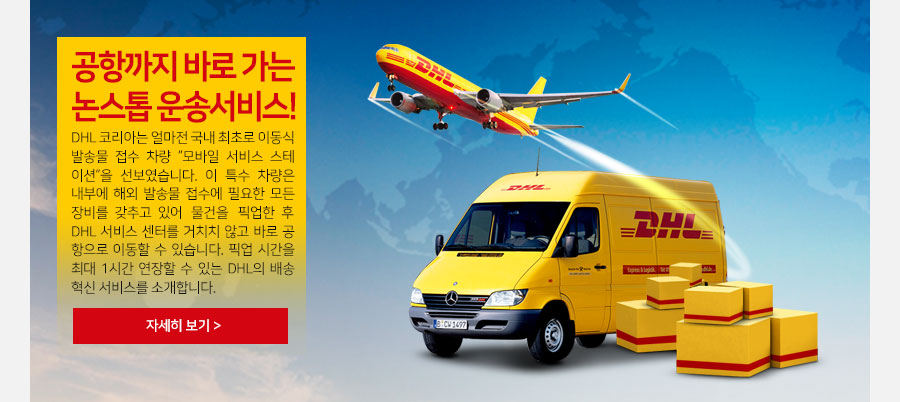 공항까지 바로 가는
논스톱 운송서비스!
DHL 코리아는 얼마전 국내 최초로 이동식
발송물 접수 차량 “모바일 서비스 스테
이션”을 선보였습니다. 이 특수 차량은
내부에 해외 발송물 접수에 필요한 모든
장비를 갖추고 있어 물건을 픽업한 후
DHL 서비스 센터를 거치치 않고 바로 공
항으로 이동할 수 있습니다. 픽업 시간을
최대 1시간 연장할 수 있는 DHL의 배송
혁신 서비스를 소개합니다.
자세히 보기 >
DHL
DHL
DHL
Express & Logistik.
B CW 1497